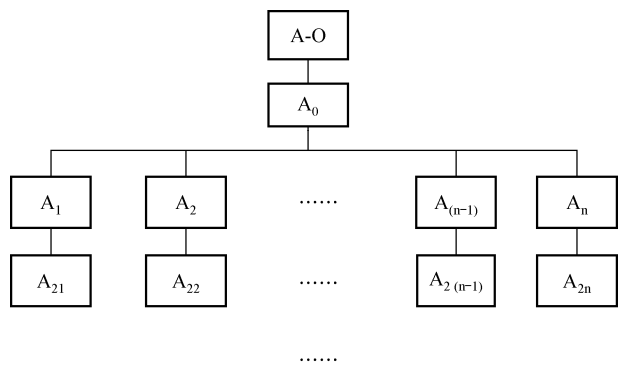 A-O
A₀
A₁ A₂ ...... A₍ₙ₋₁₎ Aₙ
A₂₁ A₂₂ ...... A₂ ₍ₙ₋₁₎ A₂ₙ
......